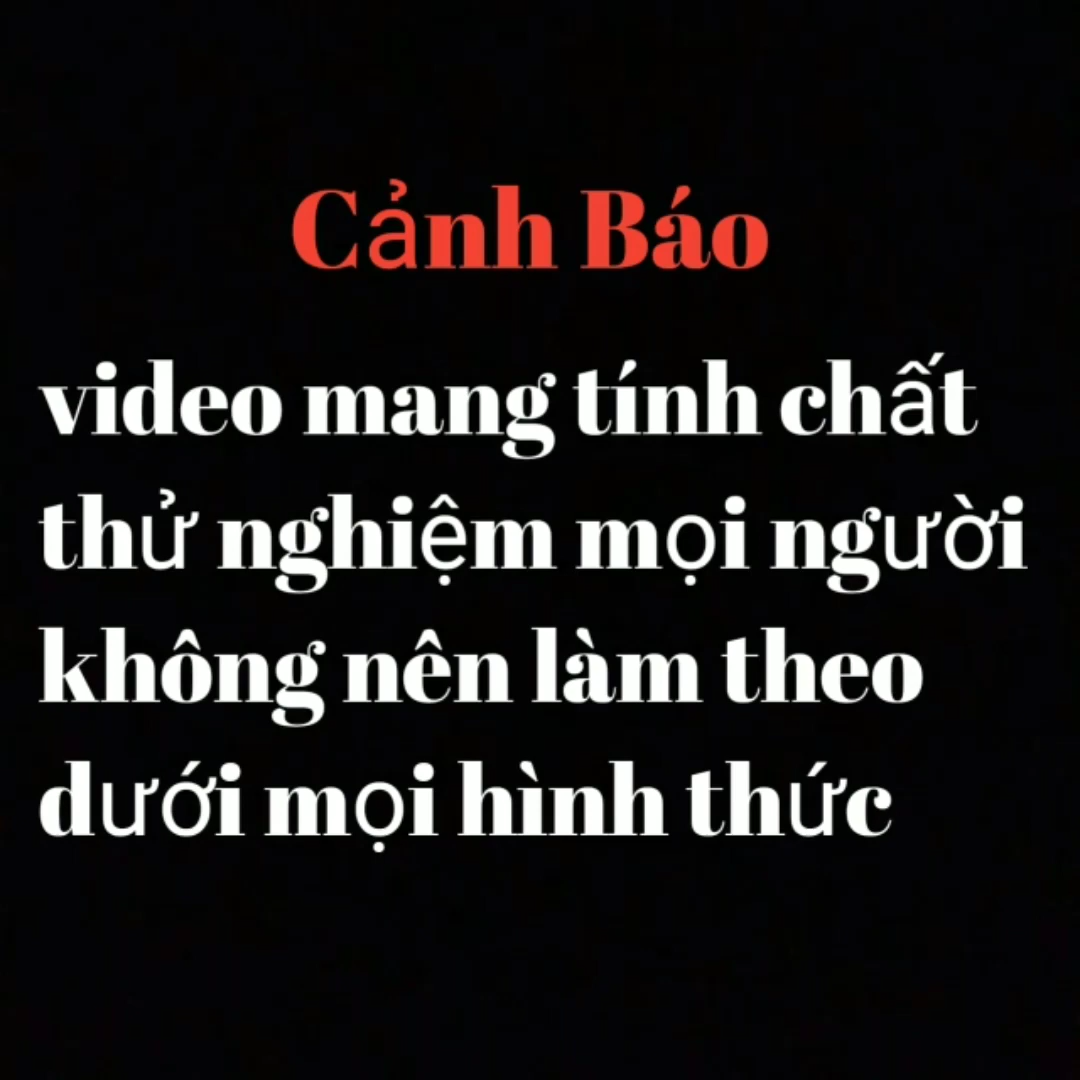 Cảnh Báo
video mang tính chất
thử nghiệm mọi người
không nên làm theo
dưới mọi hình thức